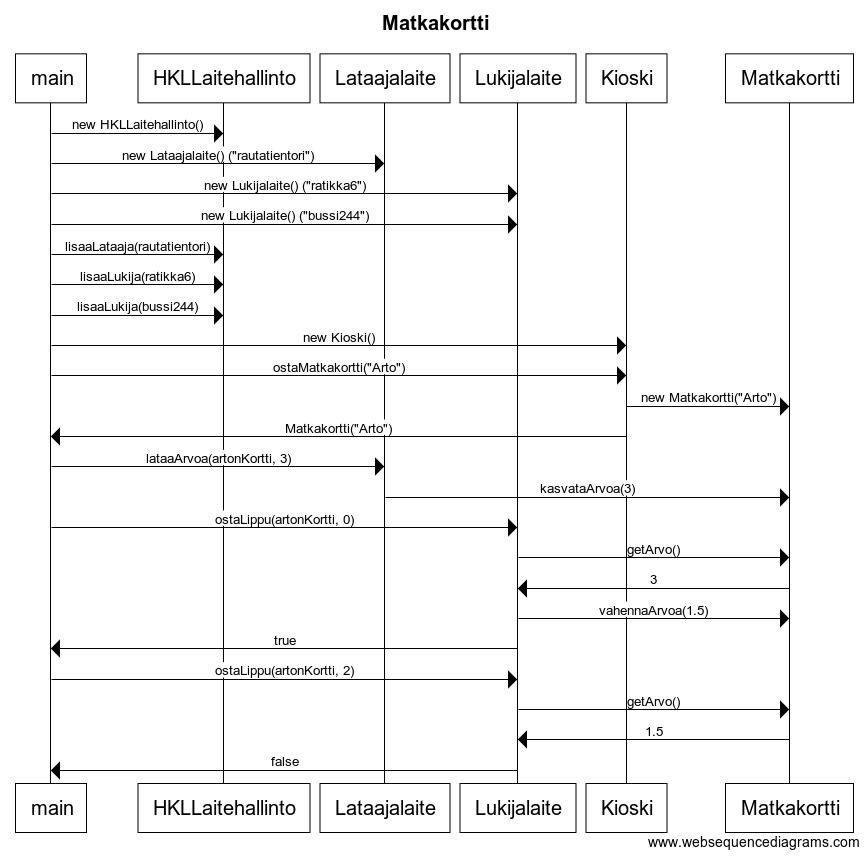 Matkakortti
main HKLLaitehallinto Lataajalaite Lukijalaite Kioski Matkakortti
new HKLLaitehallinto()
new Lataajalaite() ("rautatientori")
new Lukijalaite() ("ratikka6")
new Lukijalaite() ("bussi244")
lisaaLataaja(rautatientori)
lisaaLukija(ratikka6)
lisaaLukija(bussi244)
new Kioski()
ostaMatkakortti("Arto")
new Matkakortti("Arto")
Matkakortti("Arto")
lataaArvoa(artonKortti, 3)
kasvataArvoa(3)
ostaLippu(artonKortti, 0)
getArvo()
3
vahennaArvoa(1.5)
true
ostaLippu(artonKortti, 2)
getArvo()
1.5
false
main HKLLaitehallinto Lataajalaite Lukijalaite Kioski Matkakortti
www.websequencediagrams.com